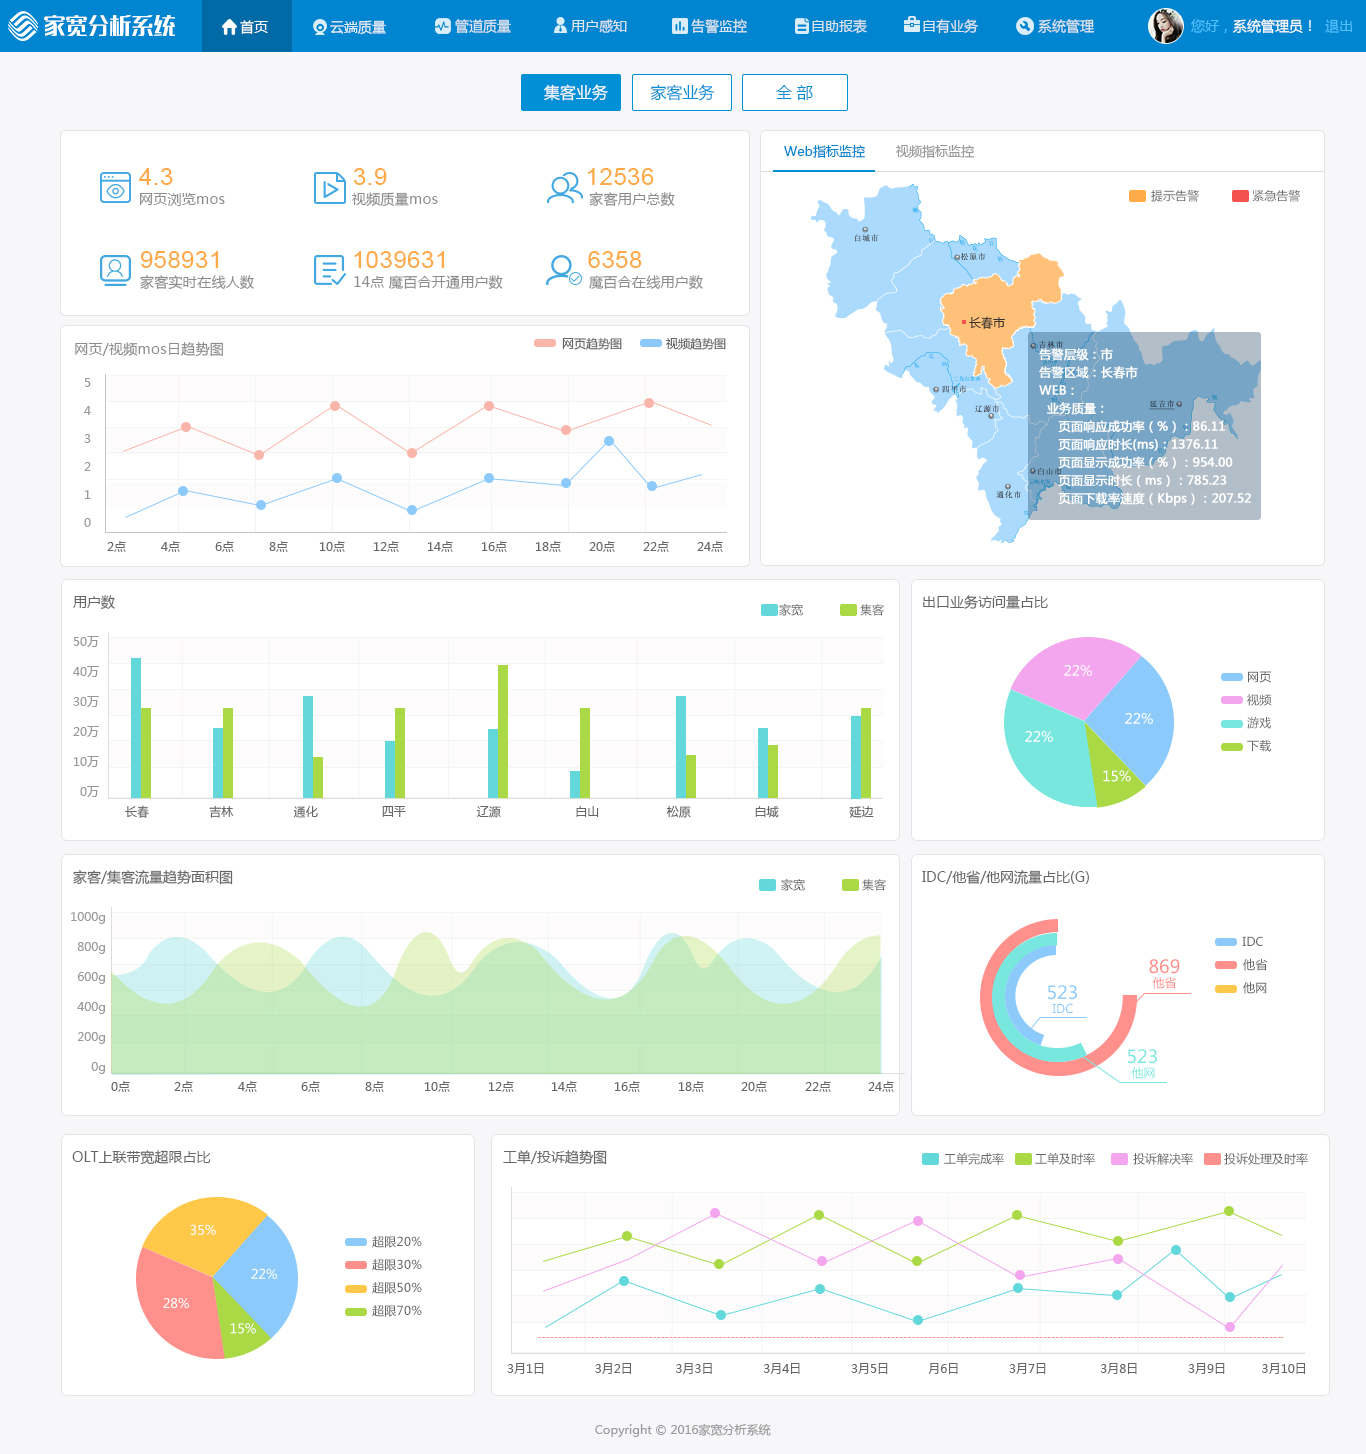 家宽分析系统
首页
云端质量
管道质量
用户感知
告警监控
自助报表
自有业务
系统管理
您好，系统管理员！ 退出
集客业务
家客业务
全 部
4.3
网页浏览mos
3.9
视频质量mos
12536
家客用户总数
958931
家客实时在线人数
1039631
14点 魔百合开通用户数
6358
魔百合在线用户数
Web指标监控
视频指标监控
提示告警
紧急告警
白城市
松原市
长春市
吉林市
四平市
辽源市
延吉市
白山市
通化市
告警层级：市
告警区域：长春市
WEB：
业务质量：
页面响应成功率（%）：86.11
页面响应时长(ms)：1376.11
页面显示成功率（%）：954.00
页面显示时长（ms）：785.23
页面下载率速度（Kbps）：207.52
网页/视频mos日趋势图
网页趋势图
视频趋势图
5
4
3
2
1
0
2点 4点 6点 8点 10点 12点 14点 16点 18点 20点 22点 24点
用户数
家宽
集客
50万
40万
30万
20万
10万
0万
长春 吉林 通化 四平 辽源 白山 松原 白城 延边
出口业务访问量占比
22%
22%
22%
15%
网页
视频
游戏
下载
家客/集客流量趋势面积图
家宽
集客
1000g
800g
600g
400g
200g
0g
0点 2点 4点 6点 8点 10点 12点 14点 16点 18点 20点 22点 24点
IDC/他省/他网流量占比(G)
869
他省
523
IDC
523
他网
IDC
他省
他网
OLT上联带宽超限占比
35%
22%
28%
15%
超限20%
超限30%
超限50%
超限70%
工单/投诉趋势图
工单完成率
工单及时率
投诉解决率
投诉处理及时率
3月1日 3月2日 3月3日 3月4日 3月5日 月6日 3月7日 3月8日 3月9日 3月10日
Copyright © 2016家宽分析系统